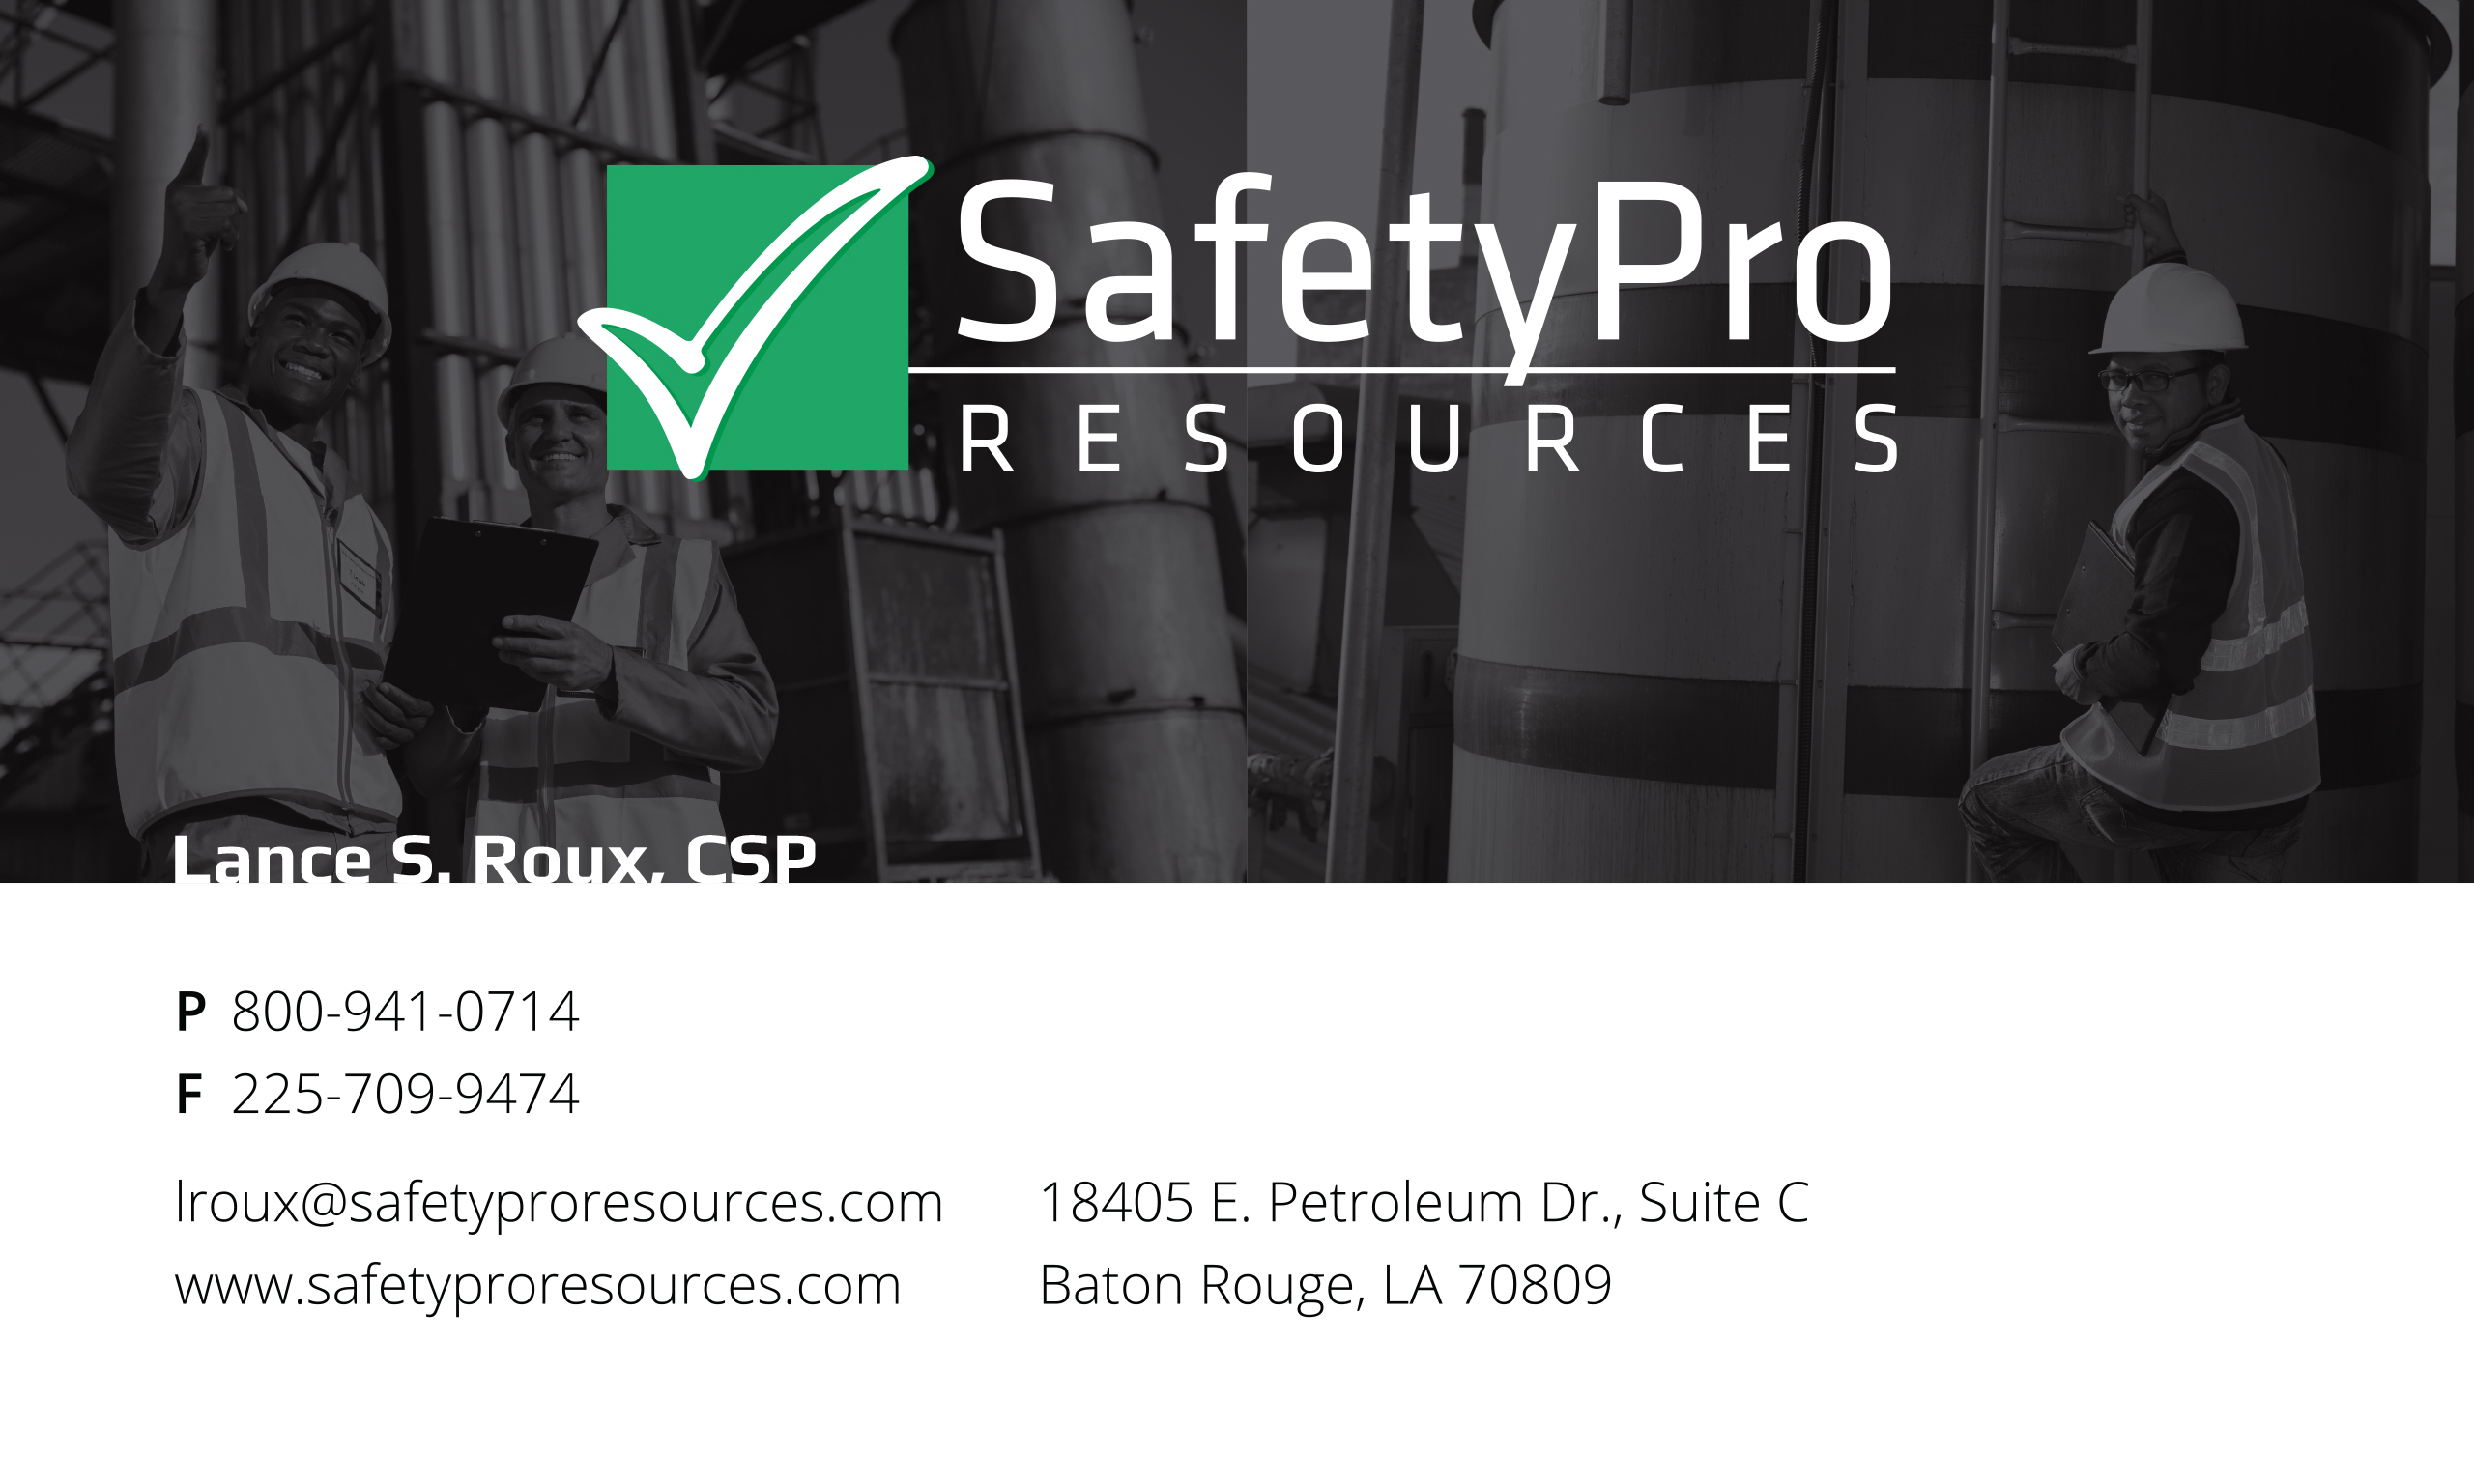 SafetyPro
RESOURCES
Lance S. Roux, CSP
P 800-941-0714
F 225-709-9474
lroux@safetyproresources.com
www.safetyproresources.com
18405 E. Petroleum Dr., Suite C
Baton Rouge, LA 70809